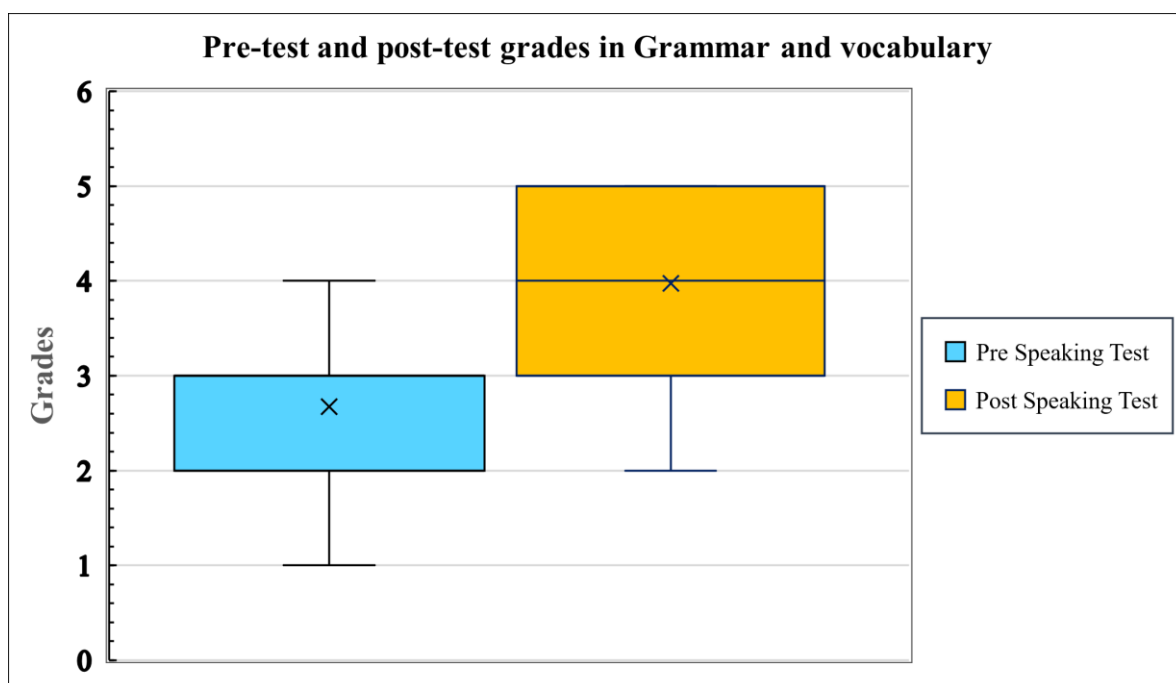 Pre-test and post-test grades in Grammar and vocabulary
6
5
4
3
2
1
0
Grades
Pre Speaking Test
Post Speaking Test